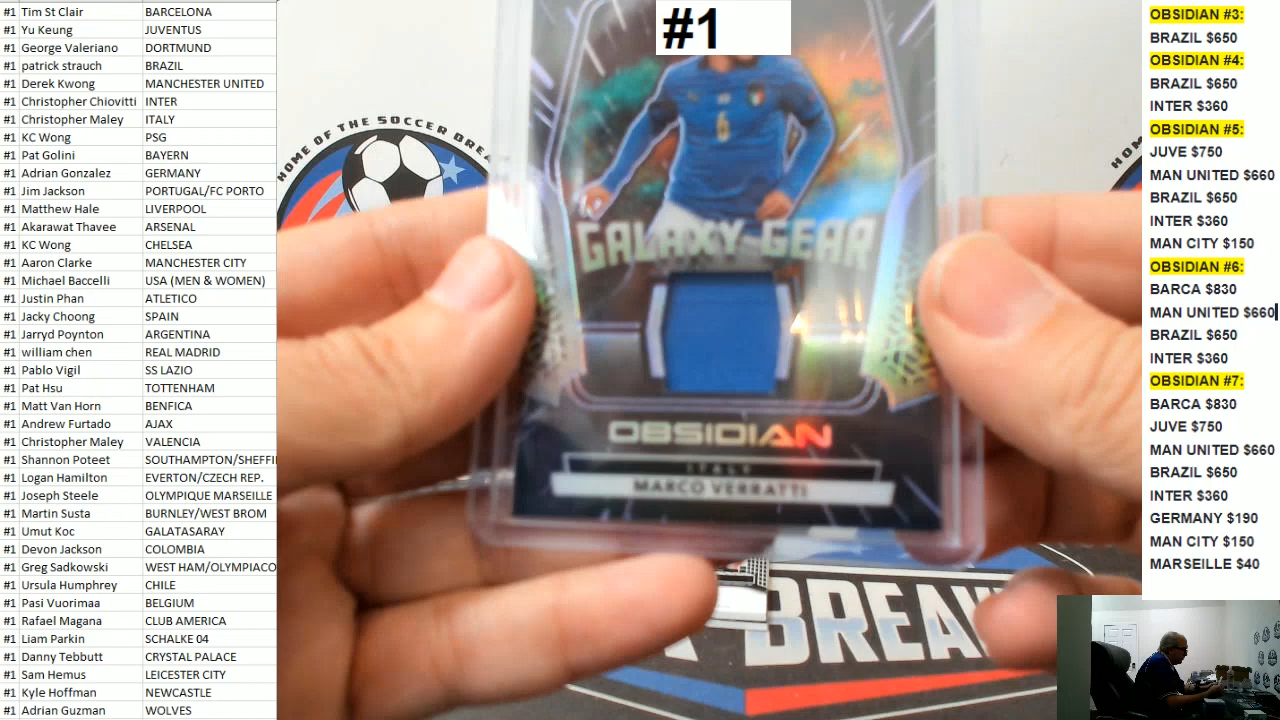 #1 Tim St Clair BARCELONA
#1 Yu Keung JUVENTUS
#1 George Valeriano DORTMUND
#1 patrick strauch BRAZIL
#1 Derek Kwong MANCHESTER UNITED
#1 Christopher Chiovitti INTER
#1 Christopher Maley ITALY
#1 KC Wong PSG
#1 Pat Golini BAYERN
#1 Adrian Gonzalez GERMANY
#1 Jim Jackson PORTUGAL/FC PORTO
#1 Matthew Hale LIVERPOOL
#1 Akarawat Thavee ARSENAL
#1 KC Wong CHELSEA
#1 Aaron Clarke MANCHESTER CITY
#1 Michael Baccelli USA (MEN & WOMEN)
#1 Justin Phan ATLETICO
#1 Jacky Choong SPAIN
#1 Jarryd Poynton ARGENTINA
#1 william chen REAL MADRID
#1 Pablo Vigil SS LAZIO
#1 Pat Hsu TOTTENHAM
#1 Matt Van Horn BENFICA
#1 Andrew Furtado AJAX
#1 Christopher Maley VALENCIA
#1 Shannon Poteet SOUTHAMPTON/SHEFFI
#1 Logan Hamilton EVERTON/CZECH REP.
#1 Joseph Steele OLYMPIQUE MARSEILLE
#1 Martin Susta BURNLEY/WEST BROM
#1 Umut Koc GALATASARAY
#1 Devon Jackson COLOMBIA
#1 Greg Sadkowski WEST HAM/OLYMPIACO
#1 Ursula Humphrey CHILE
#1 Pasi Vuorimaa BELGIUM
#1 Rafael Magana CLUB AMERICA
#1 Liam Parkin SCHALKE 04
#1 Danny Tebbutt CRYSTAL PALACE
#1 Sam Hemus LEICESTER CITY
#1 Kyle Hoffman NEWCASTLE
#1 Adrian Guzman WOLVES
#1
HOME OF THE SOCCER DREA
HOM
6
GALAXY GEAR
OBSIDIAN
ITALY
MARCO VERRATTI
BREAK
OBSIDIAN #3:
BRAZIL $650
OBSIDIAN #4:
BRAZIL $650
INTER $360
OBSIDIAN #5:
JUVE $750
MAN UNITED $660
BRAZIL $650
INTER $360
MAN CITY $150
OBSIDIAN #6:
BARCA $830
MAN UNITED $660
BRAZIL $650
INTER $360
OBSIDIAN #7:
BARCA $830
JUVE $750
MAN UNITED $660
BRAZIL $650
INTER $360
GERMANY $190
MAN CITY $150
MARSEILLE $40